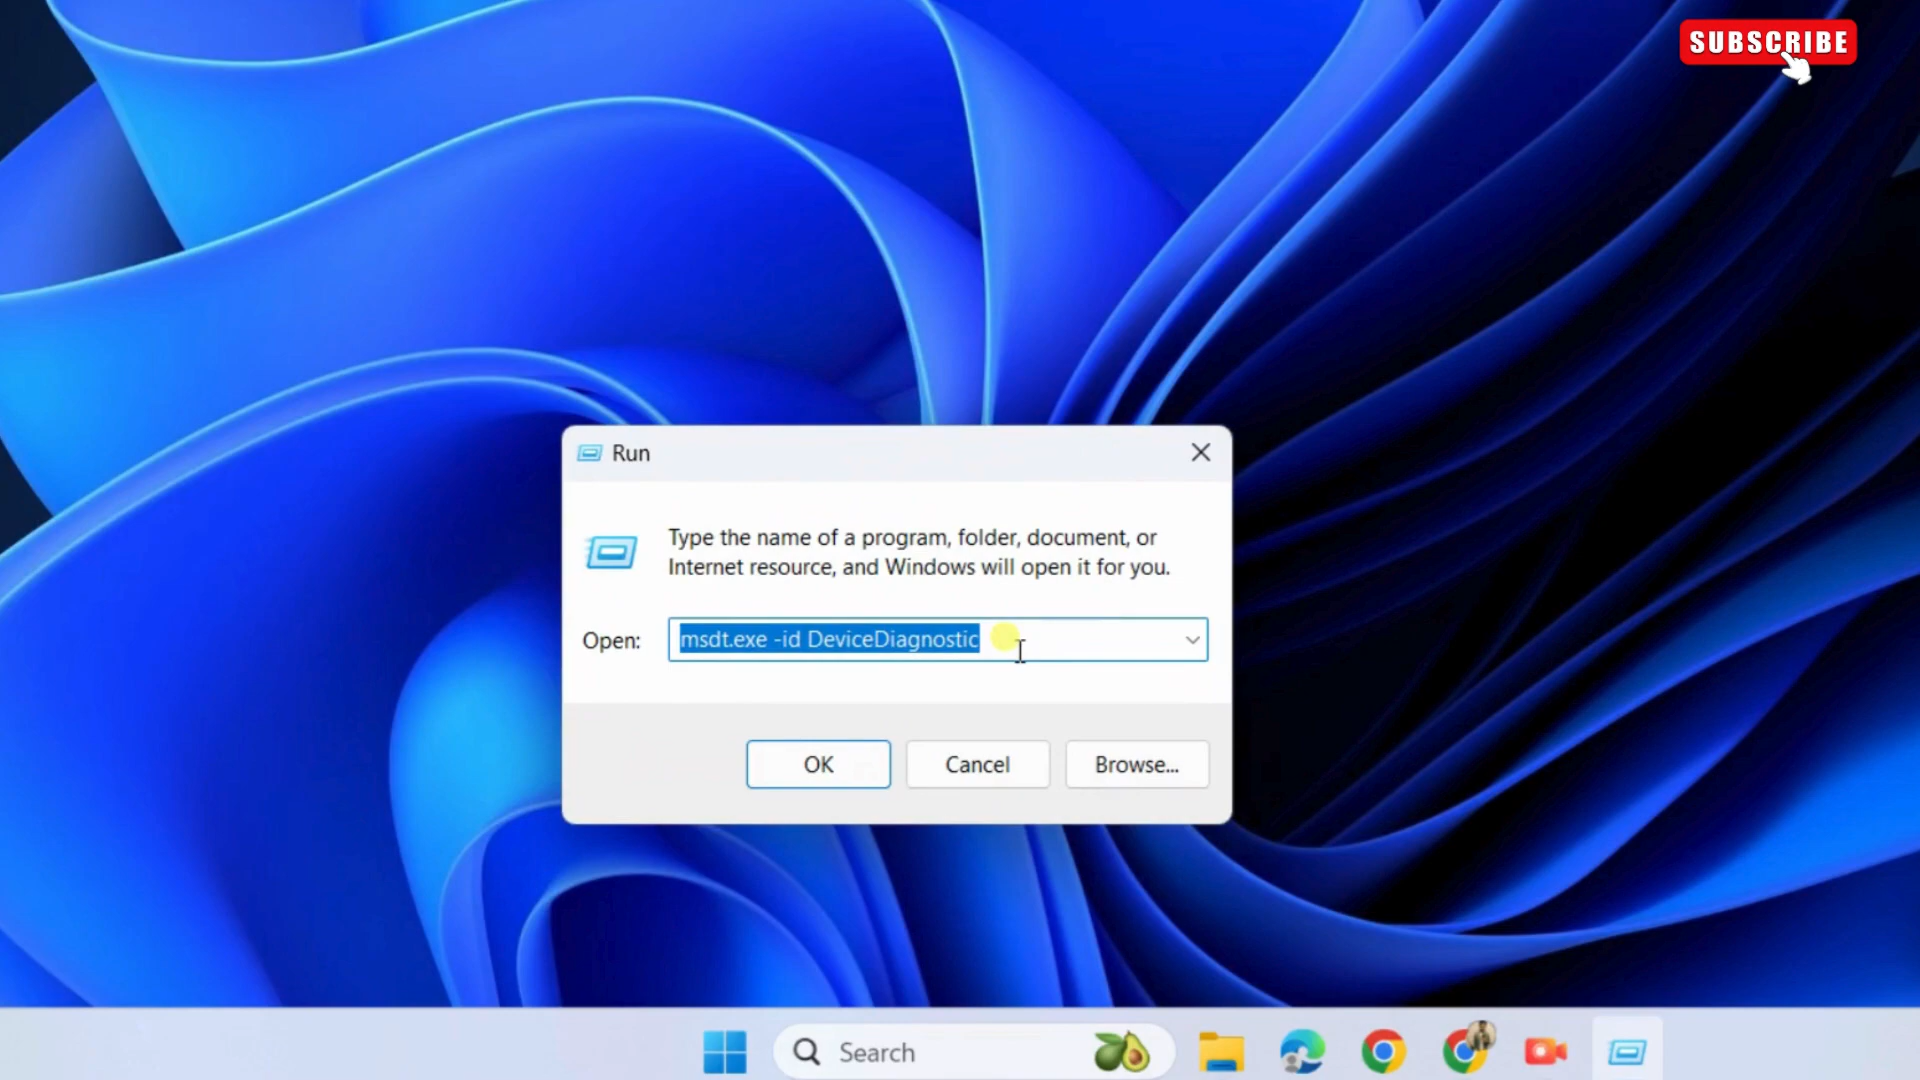 SUBSCRIBE
Run
Type the name of a program, folder, document, or
Internet resource, and Windows will open it for you.
Open:
msdt.exe -id DeviceDiagnostic
OK
Cancel
Browse...
Search